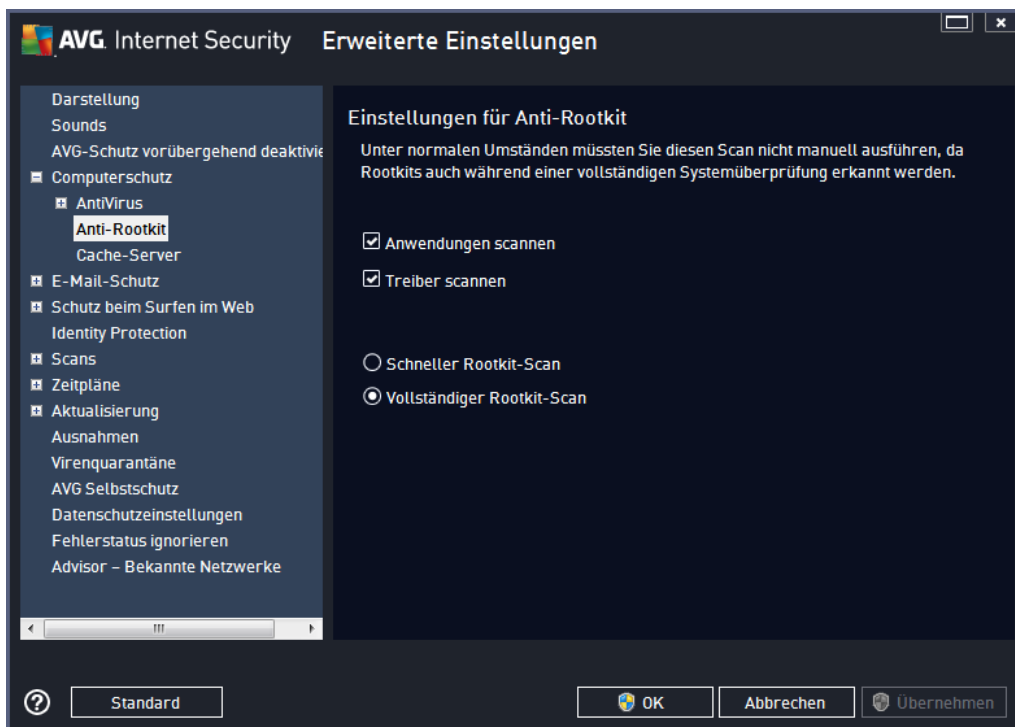 AVG. Internet Security Erweiterte Einstellungen
Darstellung
Sounds
AVG-Schutz vorübergehend deaktivie
Computerschutz
AntiVirus
Anti-Rootkit
Cache-Server
E-Mail-Schutz
Schutz beim Surfen im Web
Identity Protection
Scans
Zeitpläne
Aktualisierung
Ausnahmen
Virenquarantäne
AVG Selbstschutz
Datenschutzeinstellungen
Fehlerstatus ignorieren
Advisor – Bekannte Netzwerke
Einstellungen für Anti-Rootkit
Unter normalen Umständen müssten Sie diesen Scan nicht manuell ausführen, da
Rootkits auch während einer vollständigen Systemüberprüfung erkannt werden.
Anwendungen scannen
Treiber scannen
Schneller Rootkit-Scan
Vollständiger Rootkit-Scan
? Standard OK Abbrechen Übernehmen